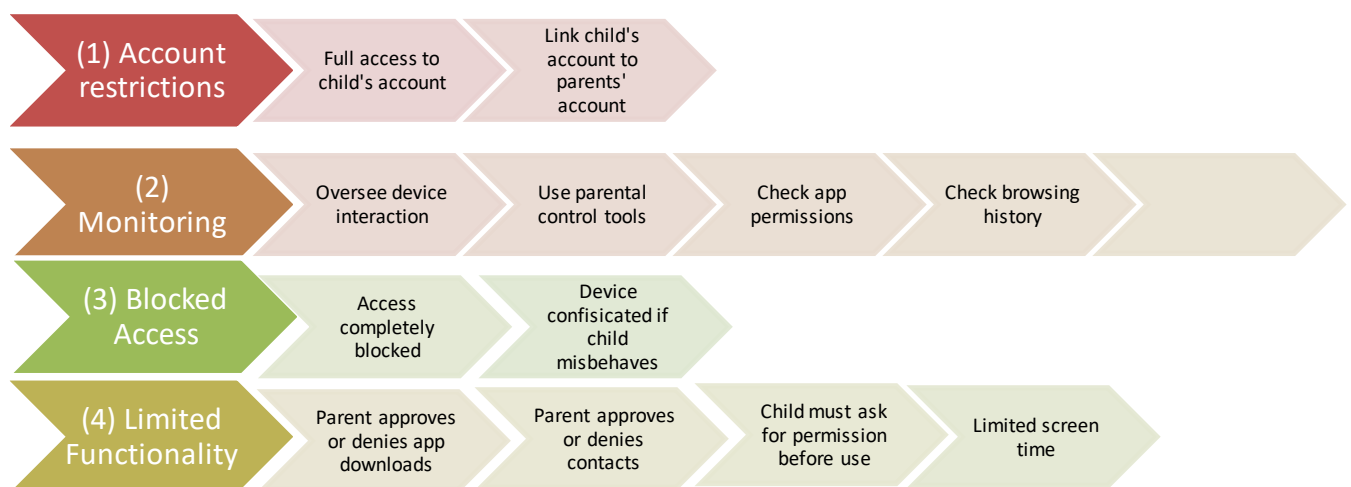 (1) Account
restrictions
Full access to
child's account
Link child's
account to
parents'
account
(2)
Monitoring
Oversee device
interaction
Use parental
control tools
Check app
permissions
Check browsing
history
(3) Blocked
Access
Access
completely
blocked
Device
confisicated if
child
misbehaves
(4) Limited
Functionality
Parent approves
or denies app
downloads
Parent approves
or denies
contacts
Child must ask
for permission
before use
Limited screen
time